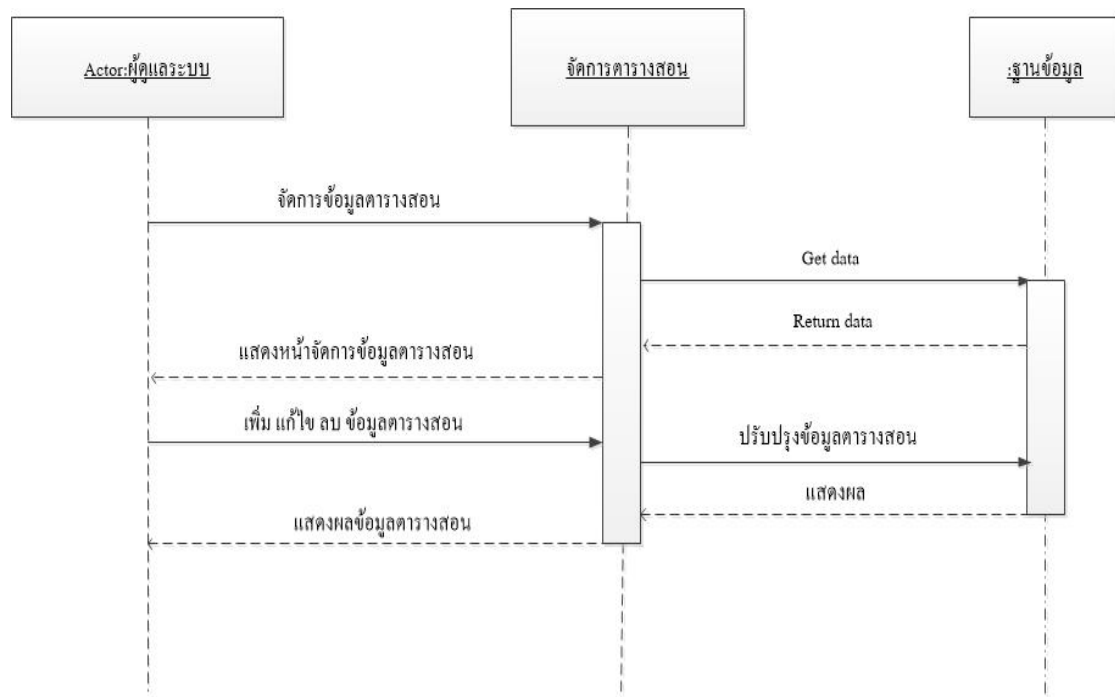 Actor:ผู้ดูแลระบบ
จัดการตารางสอน
:ฐานข้อมูล
จัดการข้อมูลตารางสอน
Get data
Return data
แสดงหน้าจัดการข้อมูลตารางสอน
เพิ่ม แก้ไข ลบ ข้อมูลตารางสอน
ปรับปรุงข้อมูลตารางสอน
แสดงผล
แสดงผลข้อมูลตารางสอน